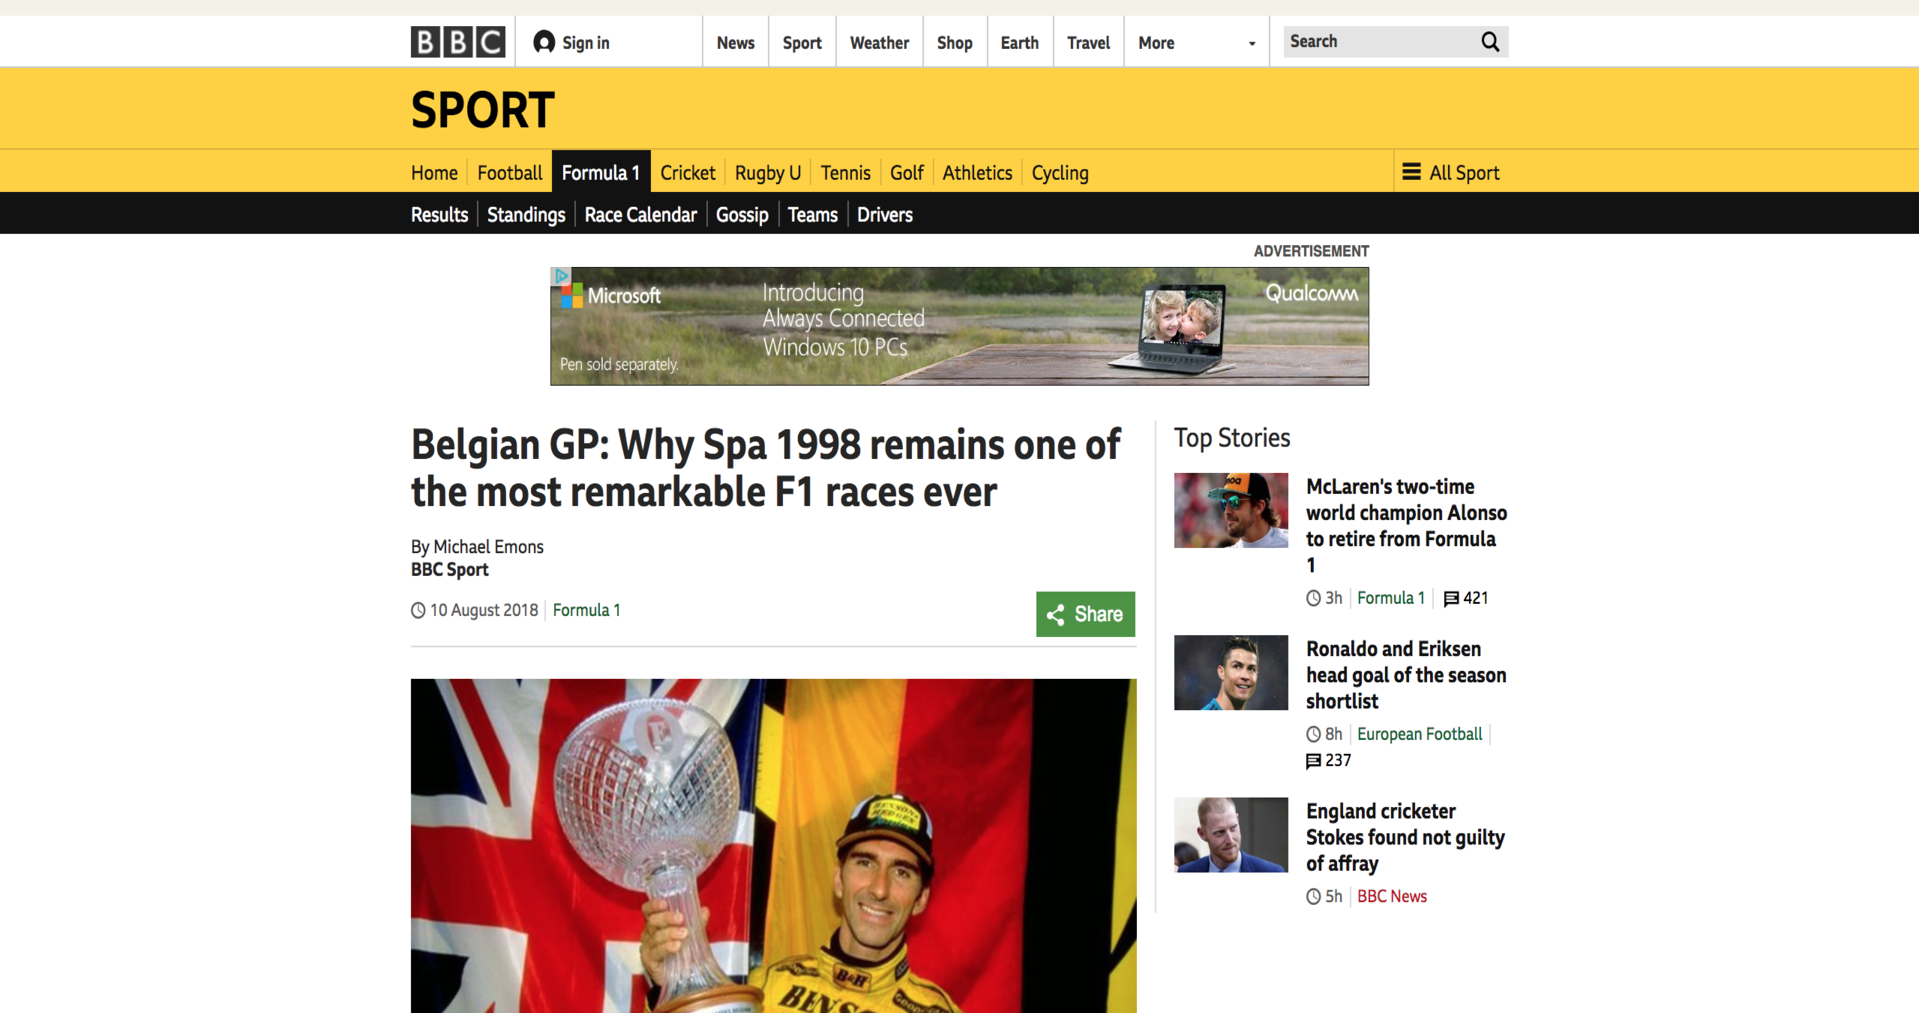 BBC
Sign in
News
Sport
Weather
Shop
Earth
Travel
More
Search
SPORT
Home
Football
Formula 1
Cricket
Rugby U
Tennis
Golf
Athletics
Cycling
All Sport
Results
Standings
Race Calendar
Gossip
Teams
Drivers
ADVERTISEMENT
Microsoft
Introducing
Always Connected
Windows 10 PCs
Qualcomm
Pen sold separately.
Belgian GP: Why Spa 1998 remains one of
the most remarkable F1 races ever
By Michael Emons
BBC Sport
10 August 2018
Formula 1
Share
BENSON
HEDGES
B&H
Top Stories
McLaren's two-time
world champion Alonso
to retire from Formula
1
3h
Formula 1
421
Ronaldo and Eriksen
head goal of the season
shortlist
8h
European Football
237
England cricketer
Stokes found not guilty
of affray
5h
BBC News